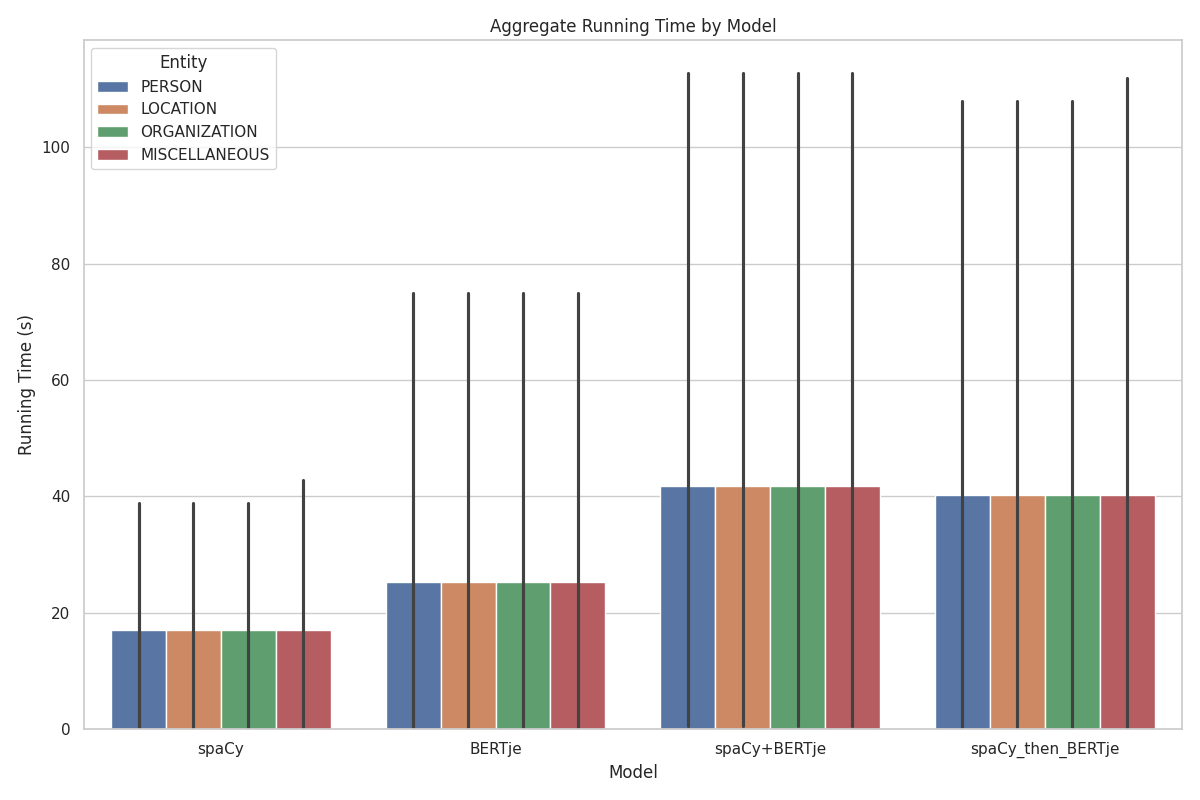 Aggregate Running Time by Model
Entity
PERSON
LOCATION
ORGANIZATION
MISCELLANEOUS
Running Time (s)
100
80
60
40
20
0
spaCy
BERTje
spaCy+BERTje
spaCy_then_BERTje
Model